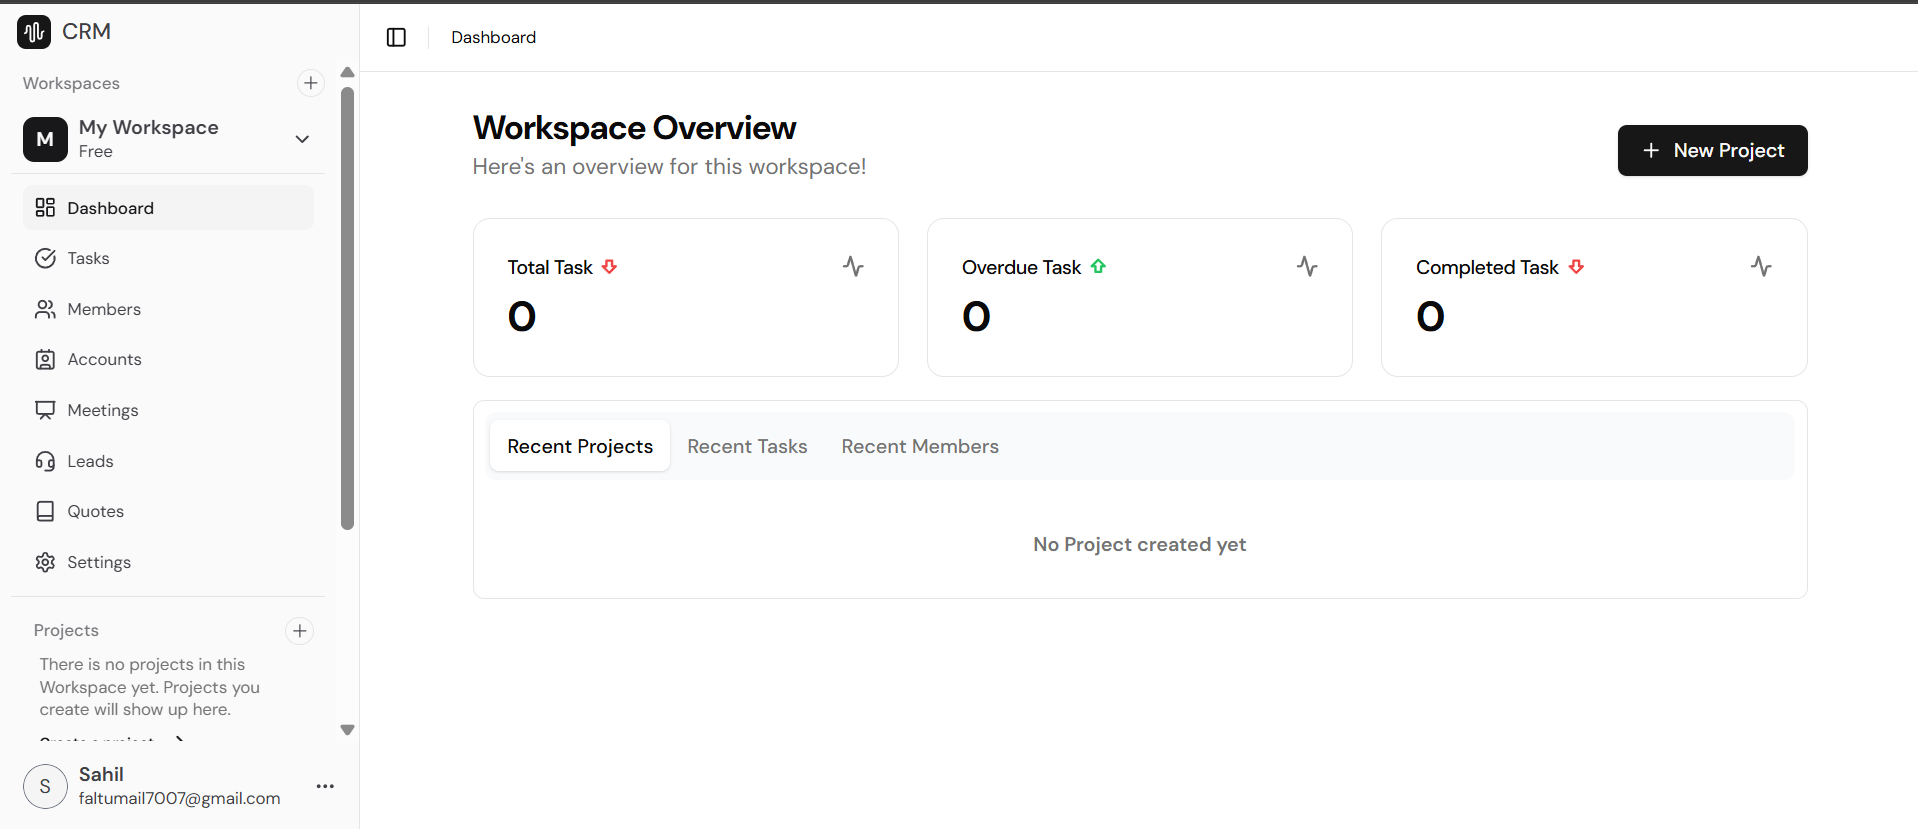 CRM
Workspaces
M
My Workspace
Free
Dashboard
Tasks
Members
Accounts
Meetings
Leads
Quotes
Settings
Projects
There is no projects in this
Workspace yet. Projects you
create will show up here.
Create a project
S
Sahil
faltumail7007@gmail.com
Dashboard
Workspace Overview
Here's an overview for this workspace!
New Project
Total Task
0
Overdue Task
0
Completed Task
0
Recent Projects
Recent Tasks
Recent Members
No Project created yet